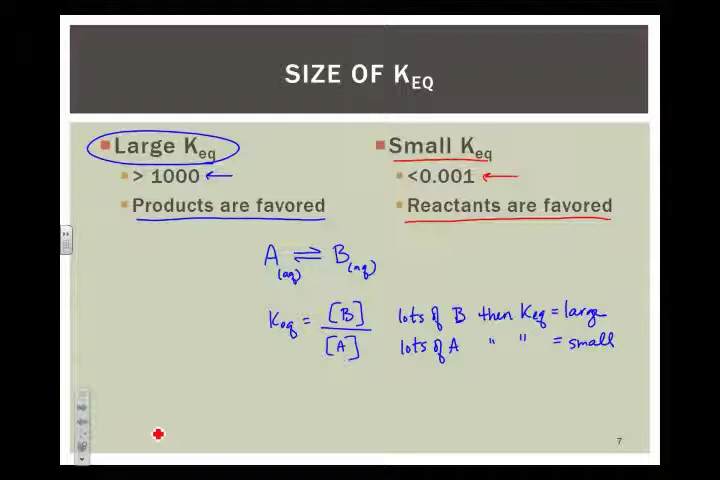 SIZE OF KEQ
Large Keq
> 1000
Products are favored
Small Keq
<0.001
Reactants are favored
A(aq) ⇌ B(aq)
Keq = [B] / [A]
lots of B then Keq = large
lots of A " " = small
7